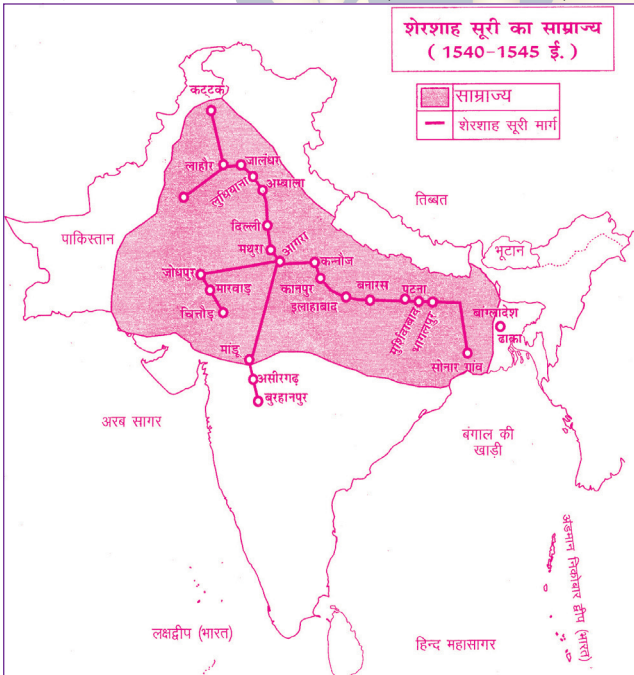 शेरशाह सूरी का साम्राज्य
( 1540-1545 ई. )
साम्राज्य
शेरशाह सूरी मार्ग
कटटक
लाहौर
जालंधर
लुधियाना
अम्बाला
तिब्बत
दिल्ली
पाकिस्तान
मथुरा
आगरा
भूटान
जोधपुर
कन्नोज
मारवाड़
कानपुर
बनारस
पटना
इलाहाबाद
चित्तोड़
मुर्शिदाबाद
भागलपुर
बांग्लादेश
ढाका
मांडू
सोनार गांव
असीरगढ़
बुरहानपुर
अरब सागर
बंगाल की
खाड़ी
अंडमान निकोबार द्वीप (भारत)
लक्षद्वीप (भारत)
हिन्द महासागर